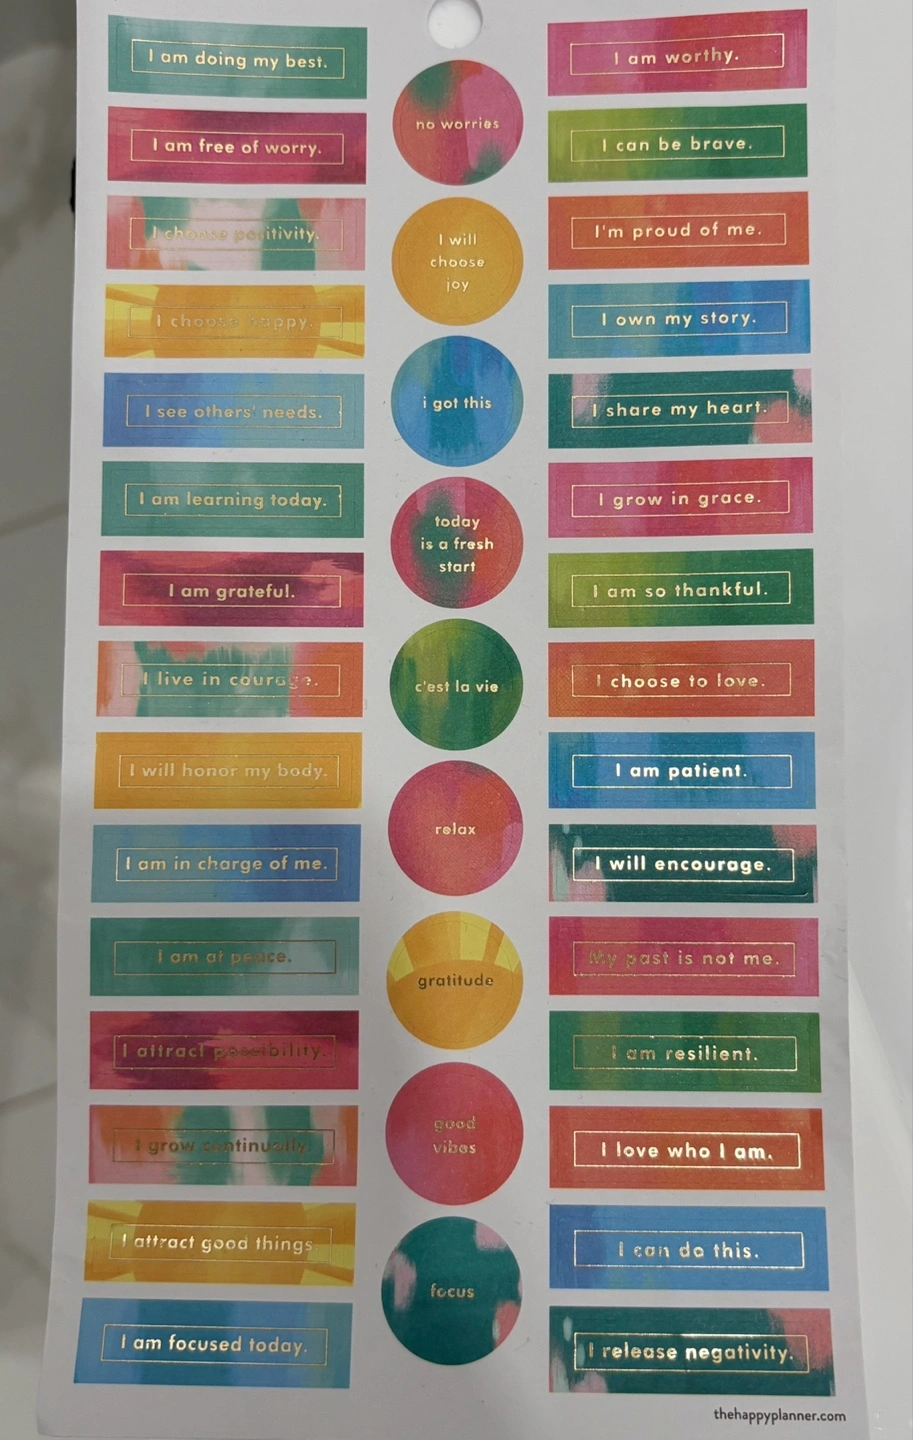 I am doing my best.
I am free of worry.
I choose positivity.
I choose happy.
I see others' needs.
I am learning today.
I am grateful.
I live in courage.
I will honor my body.
I am in charge of me.
I am at peace.
I attract possibility.
I grow continually.
I attract good things.
I am focused today.
no worries
I will
choose
joy
i got this
today
is a fresh
start
c'est la vie
relax
gratitude
good
vibes
focus
I am worthy.
I can be brave.
I'm proud of me.
I own my story.
I share my heart.
I grow in grace.
I am so thankful.
I choose to love.
I am patient.
I will encourage.
My past is not me.
I am resilient.
I love who I am.
I can do this.
I release negativity.
thehappyplanner.com